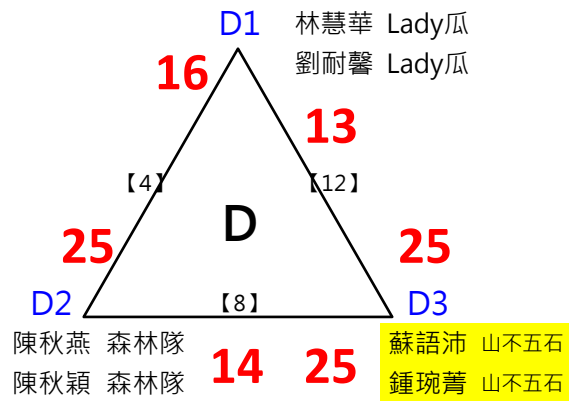 D1
林慧華 Lady瓜
劉耐馨 Lady瓜
16
13
【4】
【12】
D
25
25
D2
【8】
D3
陳秋燕 森林隊
陳秋穎 森林隊
14
25
蘇語沛 山不五石
鍾琬菁 山不五石